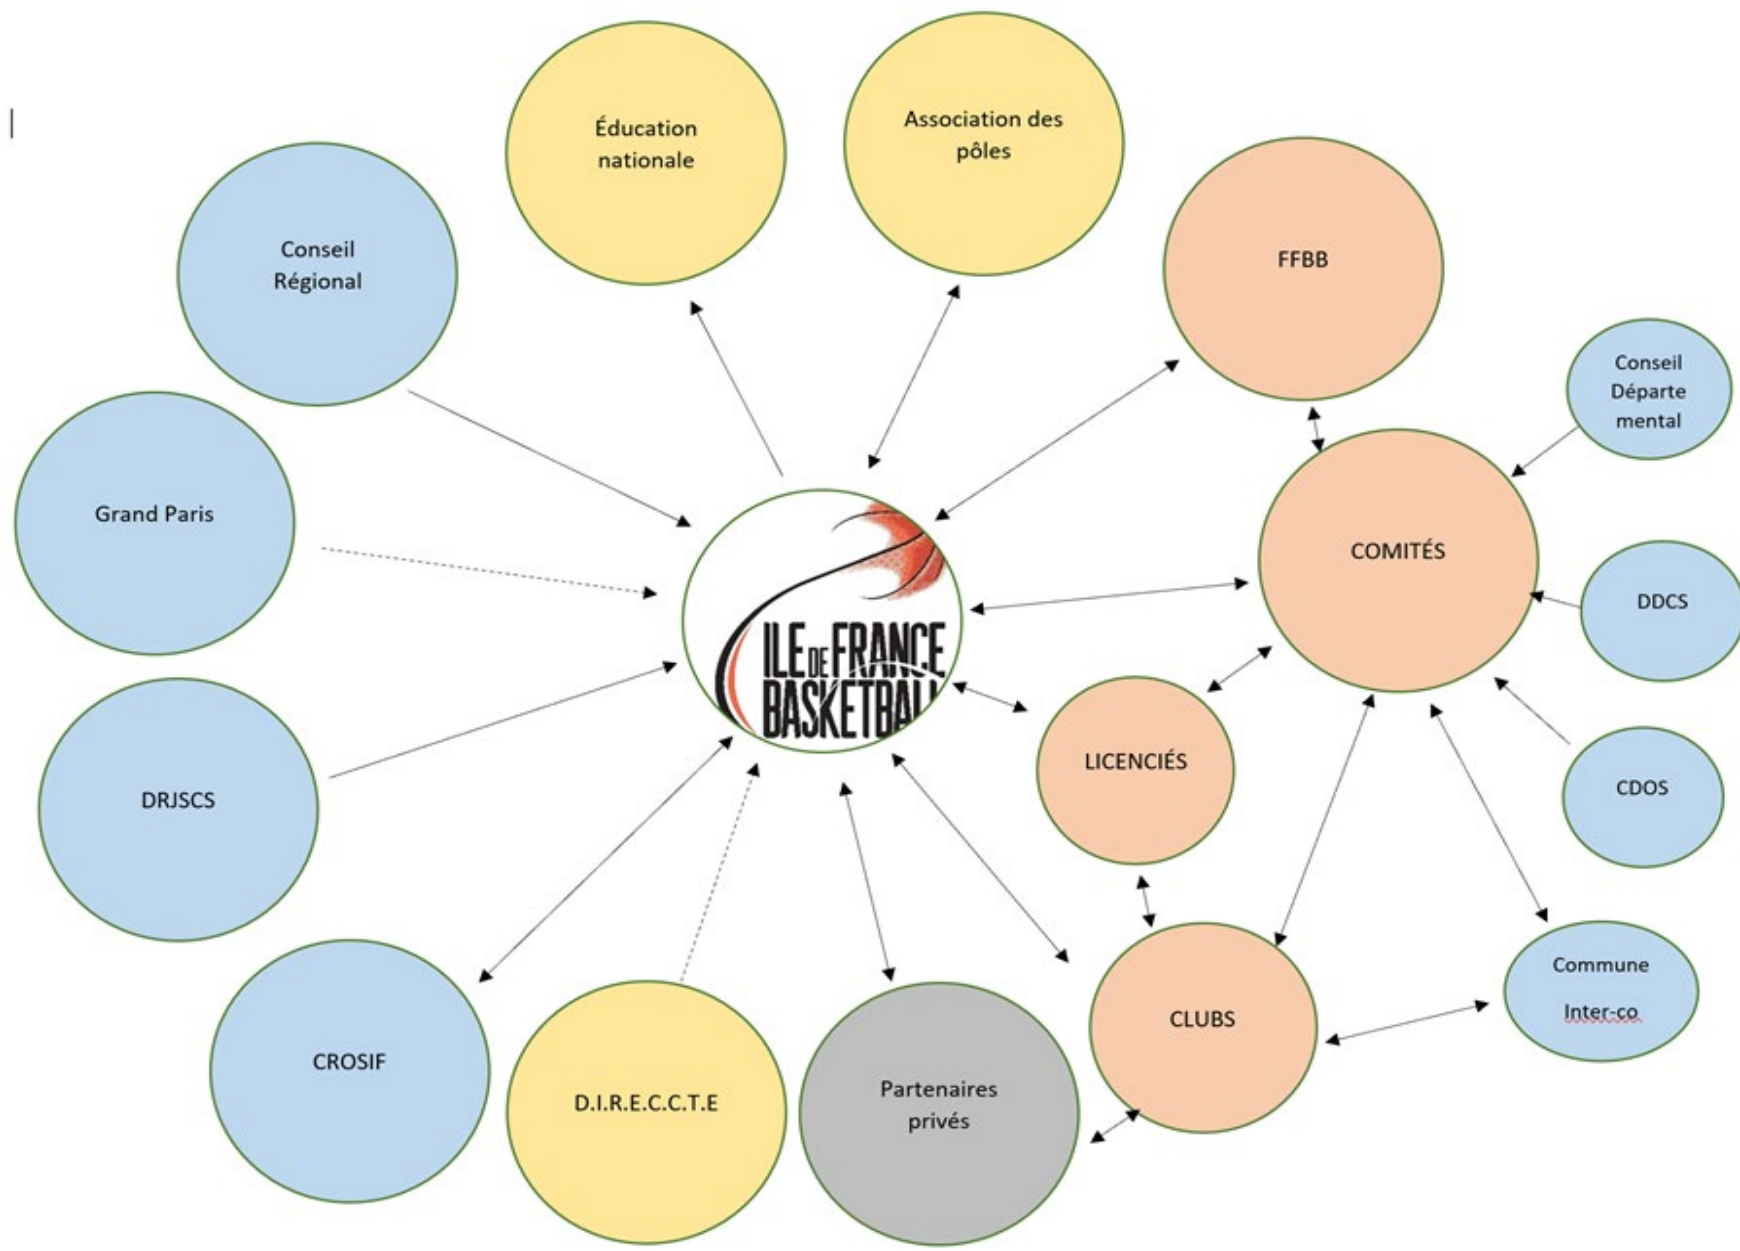 Éducation
nationale
Association des
pôles
Conseil
Régional
FFBB
Conseil
Départe
mental
Grand Paris
COMITÉS
DDCS
ILE DE FRANCE
BASKETBALL
LICENCIÉS
DRJSCS
CDOS
Commune
Inter-co
CLUBS
CROSIF
D.I.R.E.C.C.T.E
Partenaires
privés